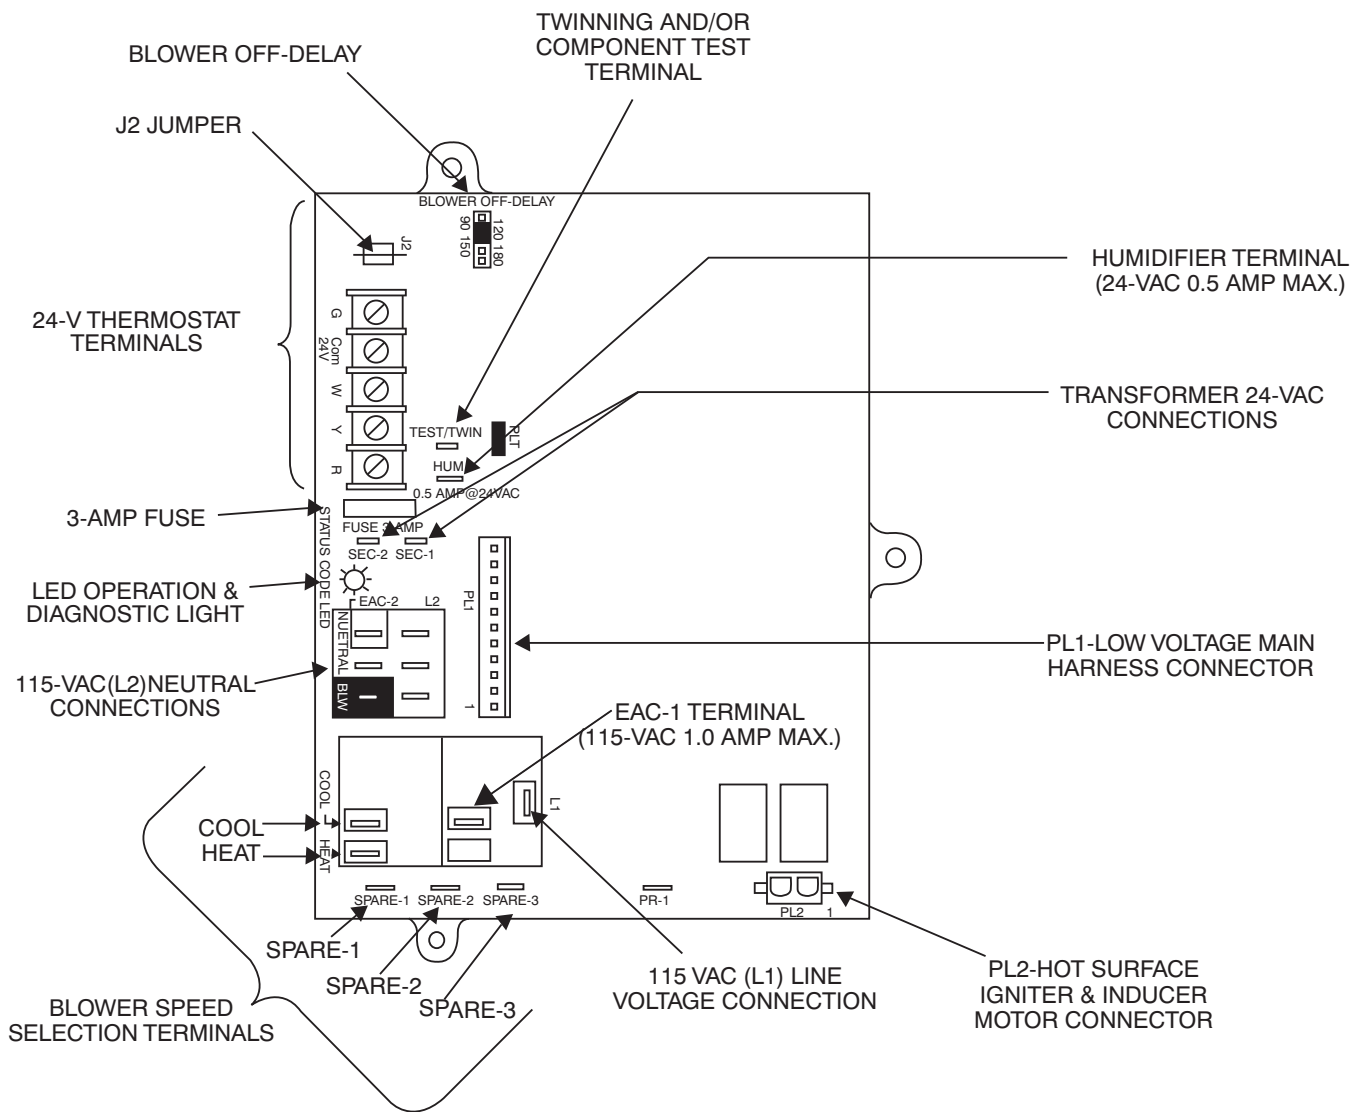 TWINNING AND/OR
COMPONENT TEST
TERMINAL
BLOWER OFF-DELAY
J2 JUMPER
BLOWER OFF-DELAY
90 150
120 180
J2
HUMIDIFIER TERMINAL
(24-VAC 0.5 AMP MAX.)
24-V THERMOSTAT
TERMINALS
G
Com
24V
W
Y
R
TEST/TWIN
PLT
HUM
0.5 AMP@24VAC
TRANSFORMER 24-VAC
CONNECTIONS
3-AMP FUSE
FUSE 3-AMP
STATUS CODE LED
SEC-2 SEC-1
LED OPERATION &
DIAGNOSTIC LIGHT
EAC-2 L2
NUETRAL
BLW
PL1
1
PL1-LOW VOLTAGE MAIN
HARNESS CONNECTOR
115-VAC(L2)NEUTRAL
CONNECTIONS
EAC-1 TERMINAL
(115-VAC 1.0 AMP MAX.)
COOL
HEAT
L1
COOL
HEAT
SPARE-1 SPARE-2 SPARE-3
PR-1
PL2 1
SPARE-1
SPARE-2
SPARE-3
115 VAC (L1) LINE
VOLTAGE CONNECTION
PL2-HOT SURFACE
IGNITER & INDUCER
MOTOR CONNECTOR
BLOWER SPEED
SELECTION TERMINALS